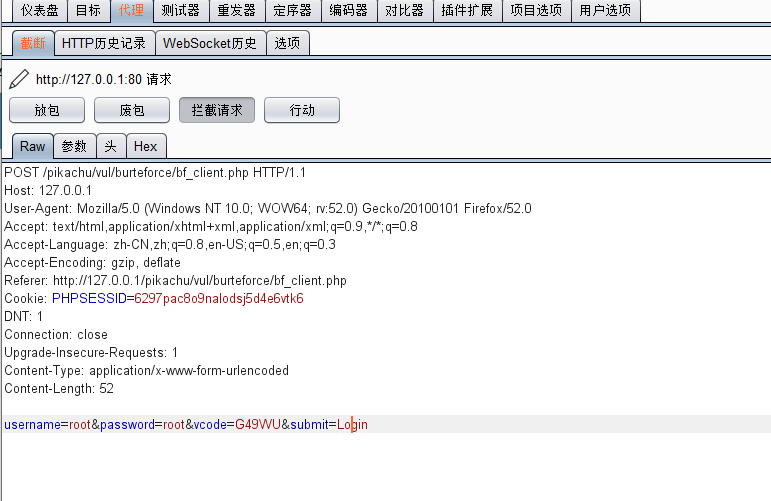 仪表盘 目标 代理 测试器 重发器 定序器 编码器 对比器 插件扩展 项目选项 用户选项
截断 HTTP历史记录 WebSocket历史 选项
http://127.0.0.1:80 请求
放包 废包 拦截请求 行动
Raw 参数 头 Hex
POST /pikachu/vul/burteforce/bf_client.php HTTP/1.1
Host: 127.0.0.1
User-Agent: Mozilla/5.0 (Windows NT 10.0; WOW64; rv:52.0) Gecko/20100101 Firefox/52.0
Accept: text/html,application/xhtml+xml,application/xml;q=0.9,*/*;q=0.8
Accept-Language: zh-CN,zh;q=0.8,en-US;q=0.5,en;q=0.3
Accept-Encoding: gzip, deflate
Referer: http://127.0.0.1/pikachu/vul/burteforce/bf_client.php
Cookie: PHPSESSID=6297pac8o9nalodsj5d4e6vtk6
DNT: 1
Connection: close
Upgrade-Insecure-Requests: 1
Content-Type: application/x-www-form-urlencoded
Content-Length: 52
username=root&password=root&vcode=G49WU&submit=Login